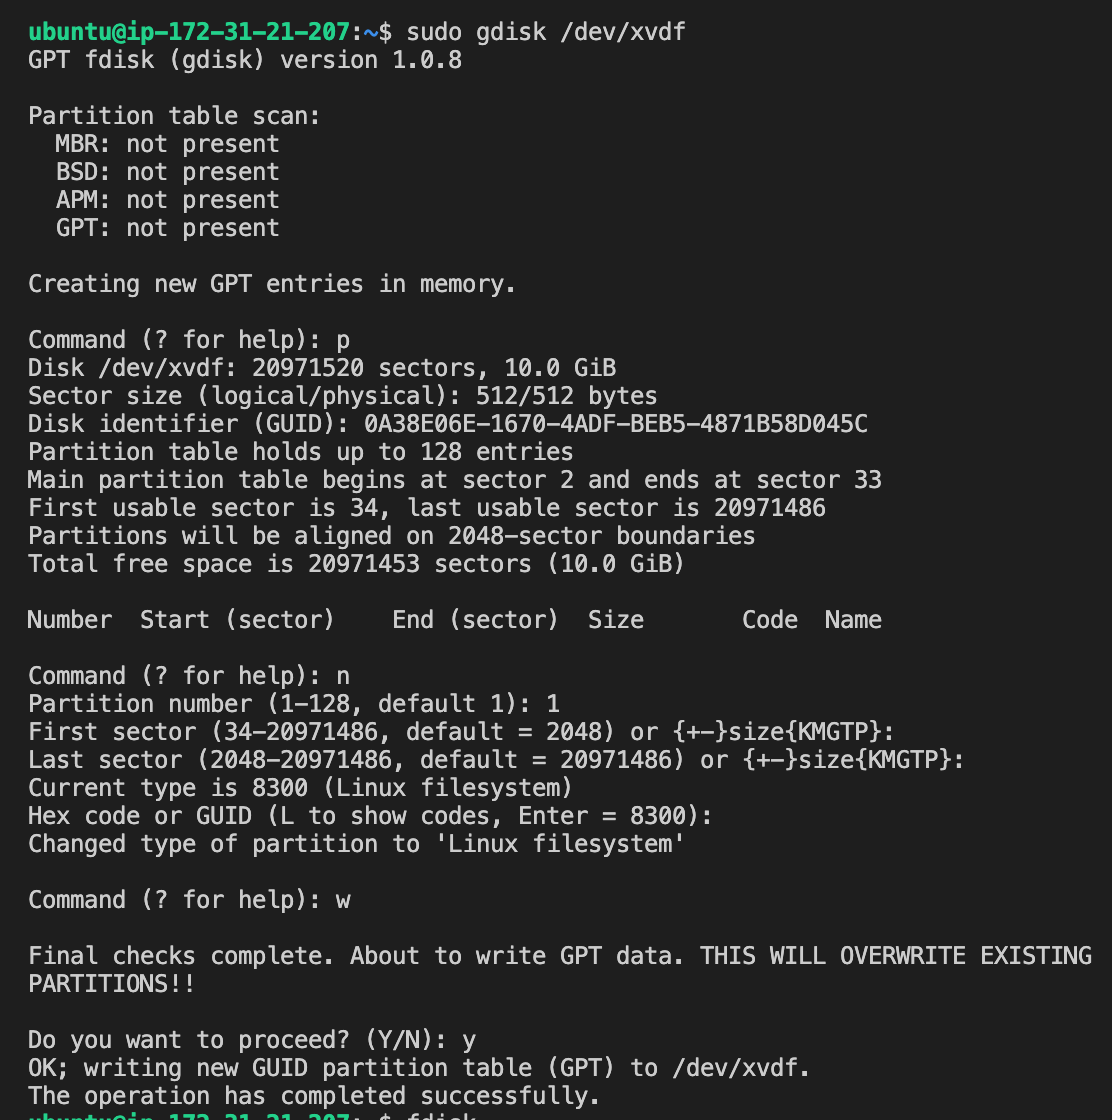 ubuntu@ip-172-31-21-207:~$ sudo gdisk /dev/xvdf
GPT fdisk (gdisk) version 1.0.8

Partition table scan:
  MBR: not present
  BSD: not present
  APM: not present
  GPT: not present

Creating new GPT entries in memory.

Command (? for help): p
Disk /dev/xvdf: 20971520 sectors, 10.0 GiB
Sector size (logical/physical): 512/512 bytes
Disk identifier (GUID): 0A38E06E-1670-4ADF-BEB5-4871B58D045C
Partition table holds up to 128 entries
Main partition table begins at sector 2 and ends at sector 33
First usable sector is 34, last usable sector is 20971486
Partitions will be aligned on 2048-sector boundaries
Total free space is 20971453 sectors (10.0 GiB)

Number  Start (sector)    End (sector)  Size       Code  Name

Command (? for help): n
Partition number (1-128, default 1): 1
First sector (34-20971486, default = 2048) or {+-}size{KMGTP}:
Last sector (2048-20971486, default = 20971486) or {+-}size{KMGTP}:
Current type is 8300 (Linux filesystem)
Hex code or GUID (L to show codes, Enter = 8300):
Changed type of partition to 'Linux filesystem'

Command (? for help): w

Final checks complete. About to write GPT data. THIS WILL OVERWRITE EXISTING
PARTITIONS!!

Do you want to proceed? (Y/N): y
OK; writing new GUID partition table (GPT) to /dev/xvdf.
The operation has completed successfully.
ubuntu@ip-172-31-21-207:~$ fdisk